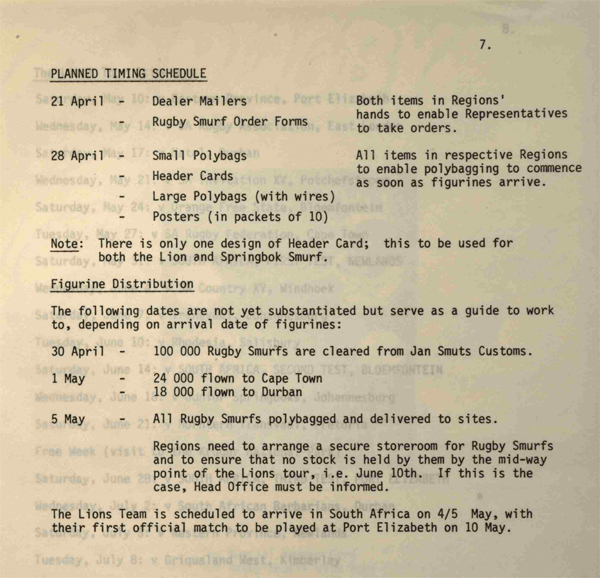 7.
PLANNED TIMING SCHEDULE
21 April - Dealer Mailers Both items in Regions'
hands to enable Representatives
- Rugby Smurf Order Forms to take orders.
28 April - Small Polybags All items in respective Regions
to enable polybagging to commence
- Header Cards as soon as figurines arrive.
- Large Polybags (with wires)
- Posters (in packets of 10)
Note: There is only one design of Header Card; this to be used for
both the Lion and Springbok Smurf.
Figurine Distribution
The following dates are not yet substantiated but serve as a guide to work
to, depending on arrival date of figurines:
30 April - 100 000 Rugby Smurfs are cleared from Jan Smuts Customs.
1 May - 24 000 flown to Cape Town
- 18 000 flown to Durban
5 May - All Rugby Smurfs polybagged and delivered to sites.
Regions need to arrange a secure storeroom for Rugby Smurfs
and to ensure that no stock is held by them by the mid-way
point of the Lions tour, i.e. June 10th. If this is the
case, Head Office must be informed.
The Lions Team is scheduled to arrive in South Africa on 4/5 May, with
their first official match to be played at Port Elizabeth on 10 May.
Tuesday, July 8: v Griqualand West, Kimberley